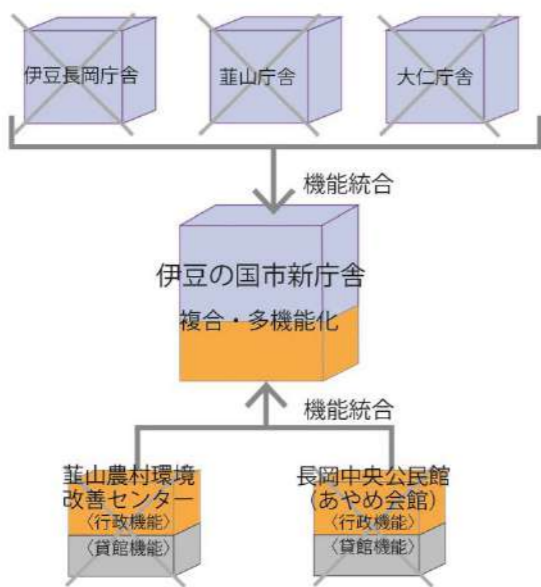 伊豆長岡庁舎
韮山庁舎
大仁庁舎
機能統合
伊豆の国市新庁舎
複合・多機能化
機能統合
韮山農村環境
改善センター
〈行政機能〉
〈貸館機能〉
長岡中央公民館
(あやめ会館)
〈行政機能〉
〈貸館機能〉